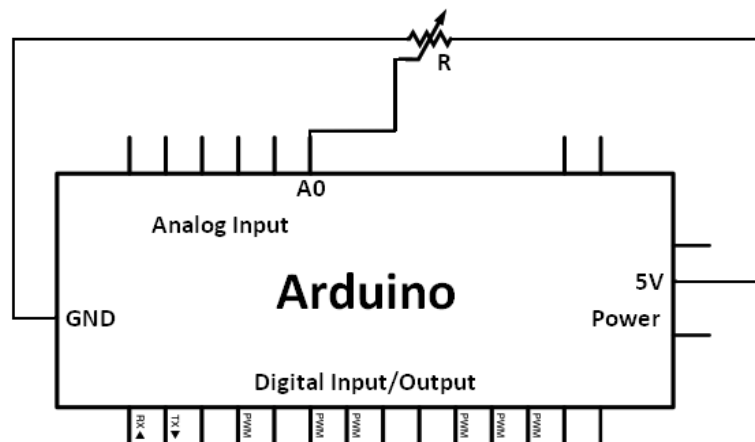 R
A0
Analog Input
Arduino
5V
GND
Power
Digital Input/Output
RX◄
TX►
PWM
PWM
PWM
PWM
PWM
PWM